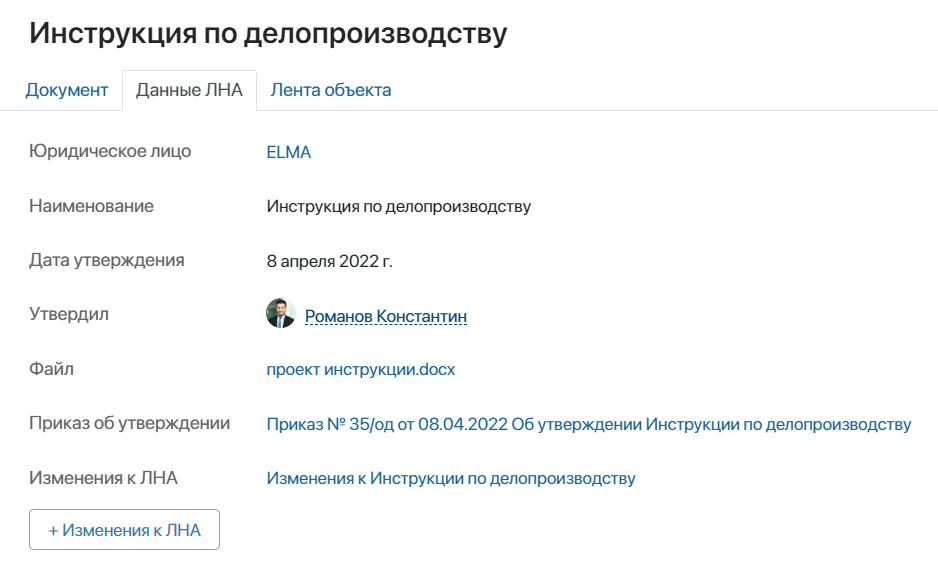 Инструкция по делопроизводству
Документ Данные ЛНА Лента объекта
Юридическое лицо ELMA
Наименование Инструкция по делопроизводству
Дата утверждения 8 апреля 2022 г.
Утвердил Романов Константин
Файл проект инструкции.docx
Приказ об утверждении Приказ № 35/од от 08.04.2022 Об утверждении Инструкции по делопроизводству
Изменения к ЛНА Изменения к Инструкции по делопроизводству
+ Изменения к ЛНА